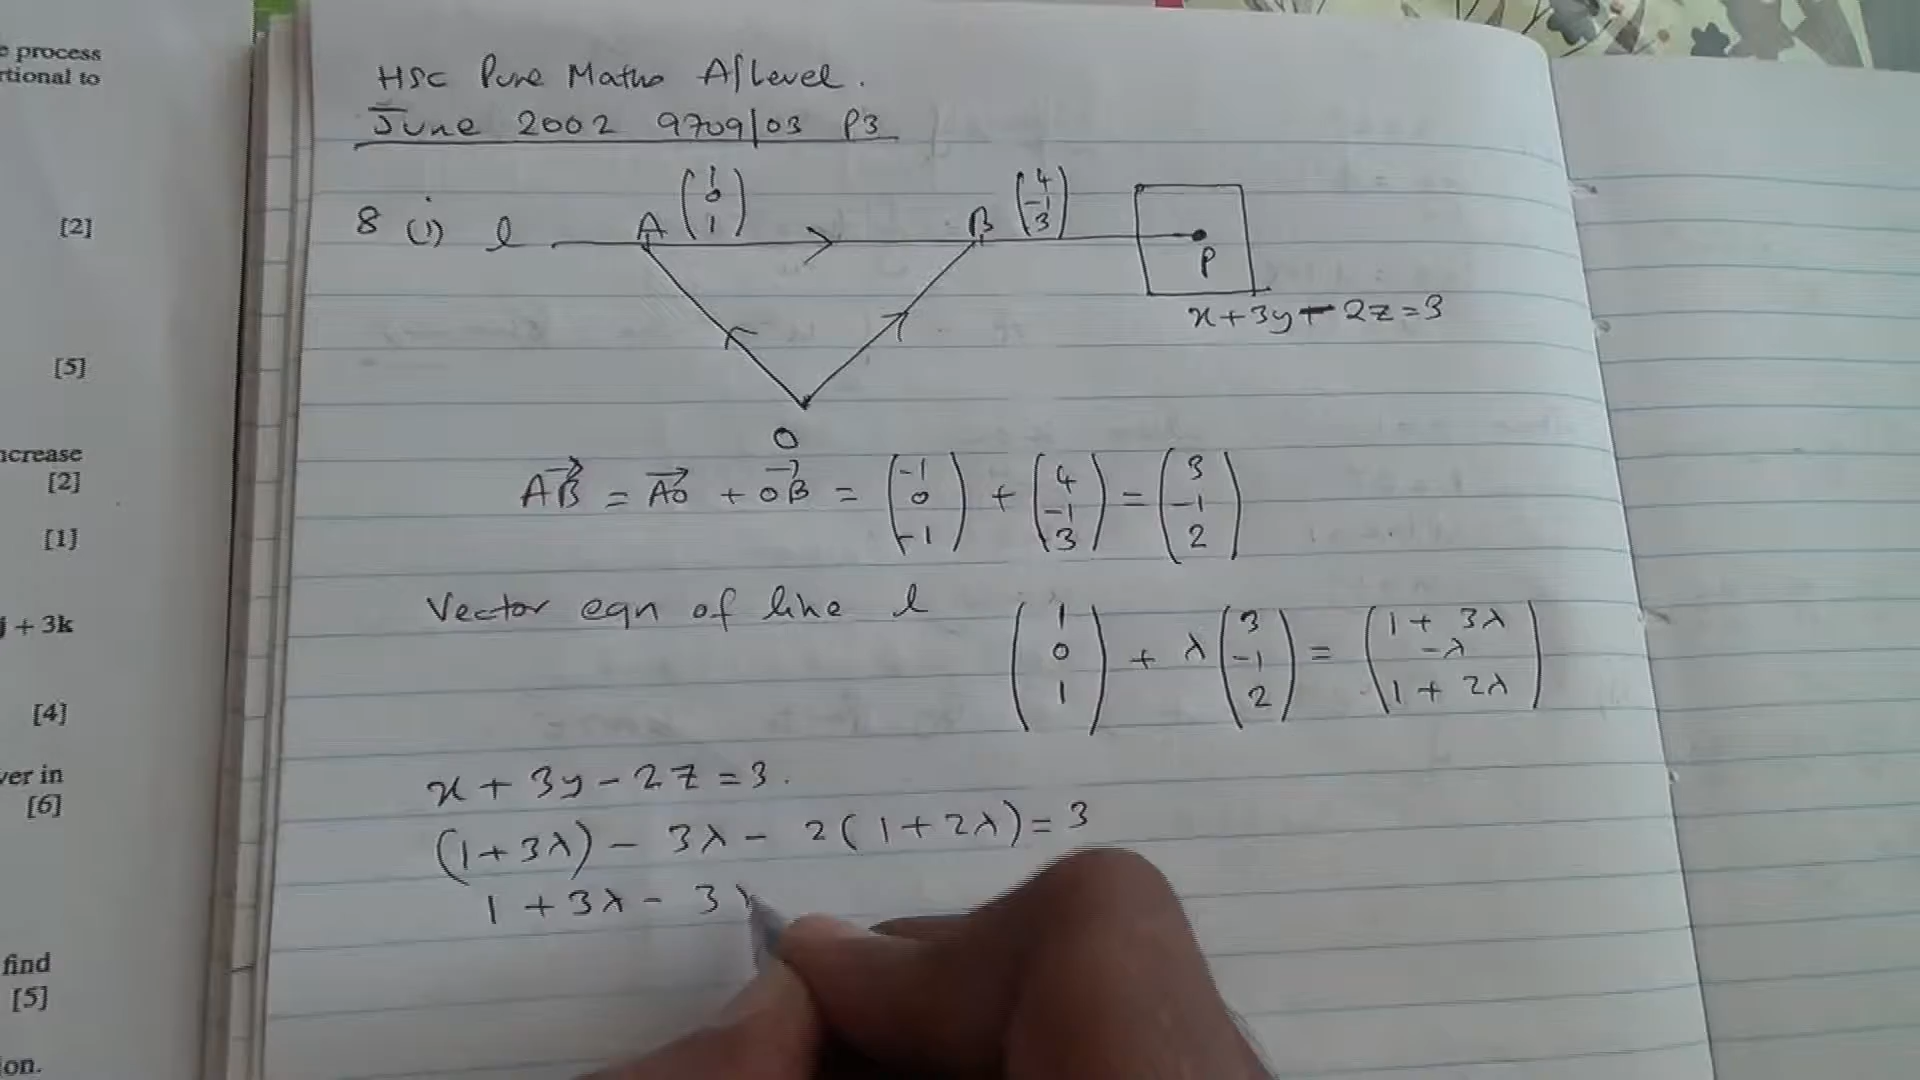 e process
rtional to
[2]
[5]
ncrease
[2]
[1]
j + 3k
[4]
ver in
[6]
find
[5]
on.
HSC Pure Maths A/Level.
June 2002 9709/03 P3
8 (i) l A (1 0 1) B (4 -1 3)
P
x+3y-2z=3
O
AB = AO + OB = (-1 0 -1) + (4 -1 3) = (3 -1 2)
Vector eqn of line l (1 0 1) + λ (3 -1 2) = (1 + 3λ -λ 1 + 2λ)
x + 3y - 2z = 3.
(1+3λ) - 3λ - 2(1+2λ) = 3
1 + 3λ - 3λ